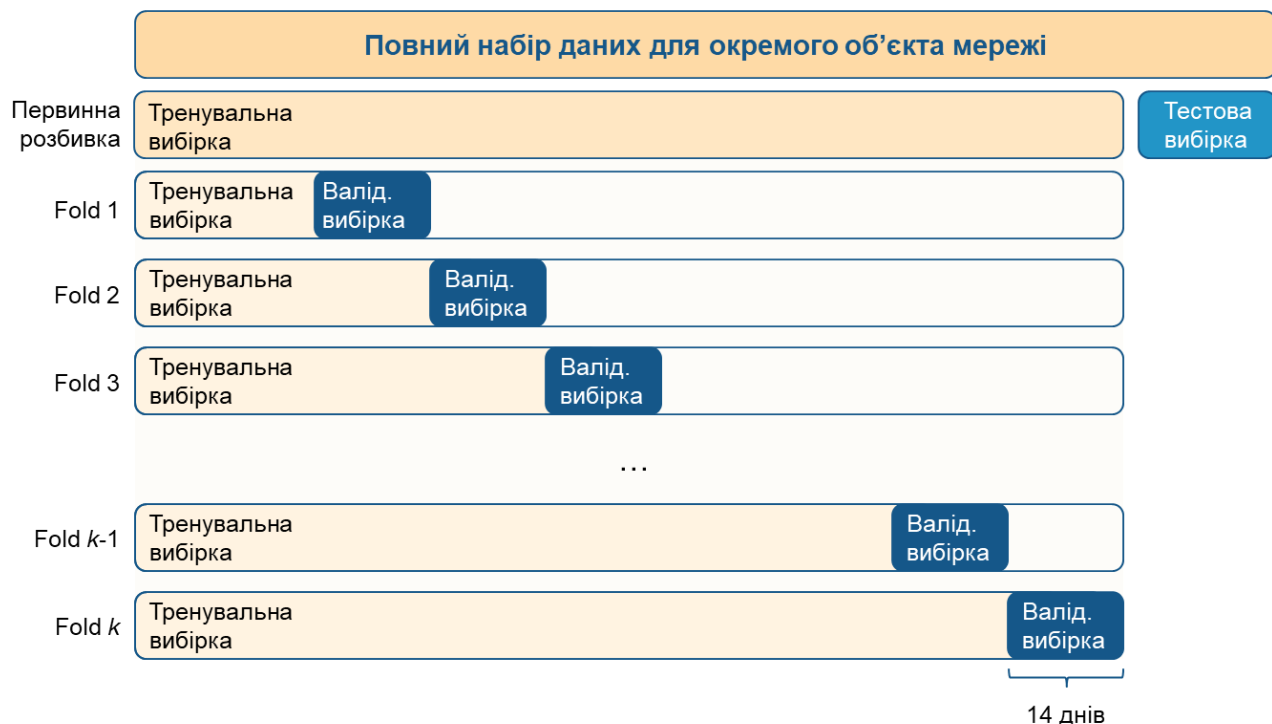 Повний набір даних для окремого об’єкта мережі
Первинна
розбивка
Тренувальна
вибірка
Тестова
вибірка
Fold 1
Тренувальна
вибірка
Валід.
вибірка
Fold 2
Тренувальна
вибірка
Валід.
вибірка
Fold 3
Тренувальна
вибірка
Валід.
вибірка
...
Fold k-1
Тренувальна
вибірка
Валід.
вибірка
Fold k
Тренувальна
вибірка
Валід.
вибірка
14 днів